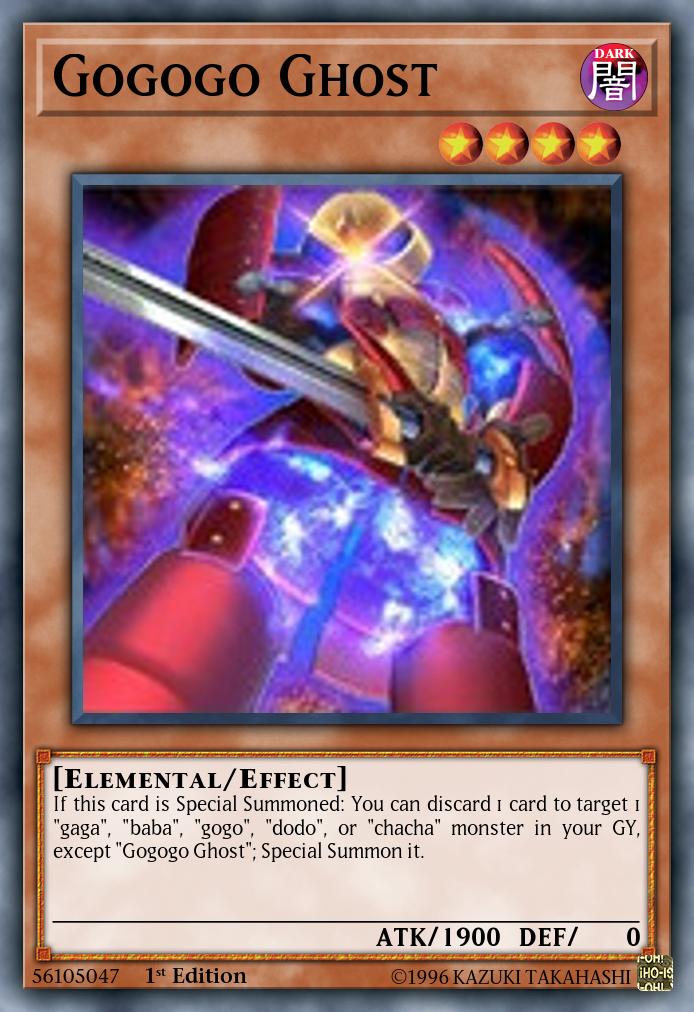 Gogogo Ghost
DARK
闇
[Elemental/Effect]
If this card is Special Summoned: You can discard 1 card to target 1
"gaga", "baba", "gogo", "dodo", or "chacha" monster in your GY,
except "Gogogo Ghost"; Special Summon it.
ATK/1900 DEF/ 0
56105047 1st Edition ©1996 KAZUKI TAKAHASHI